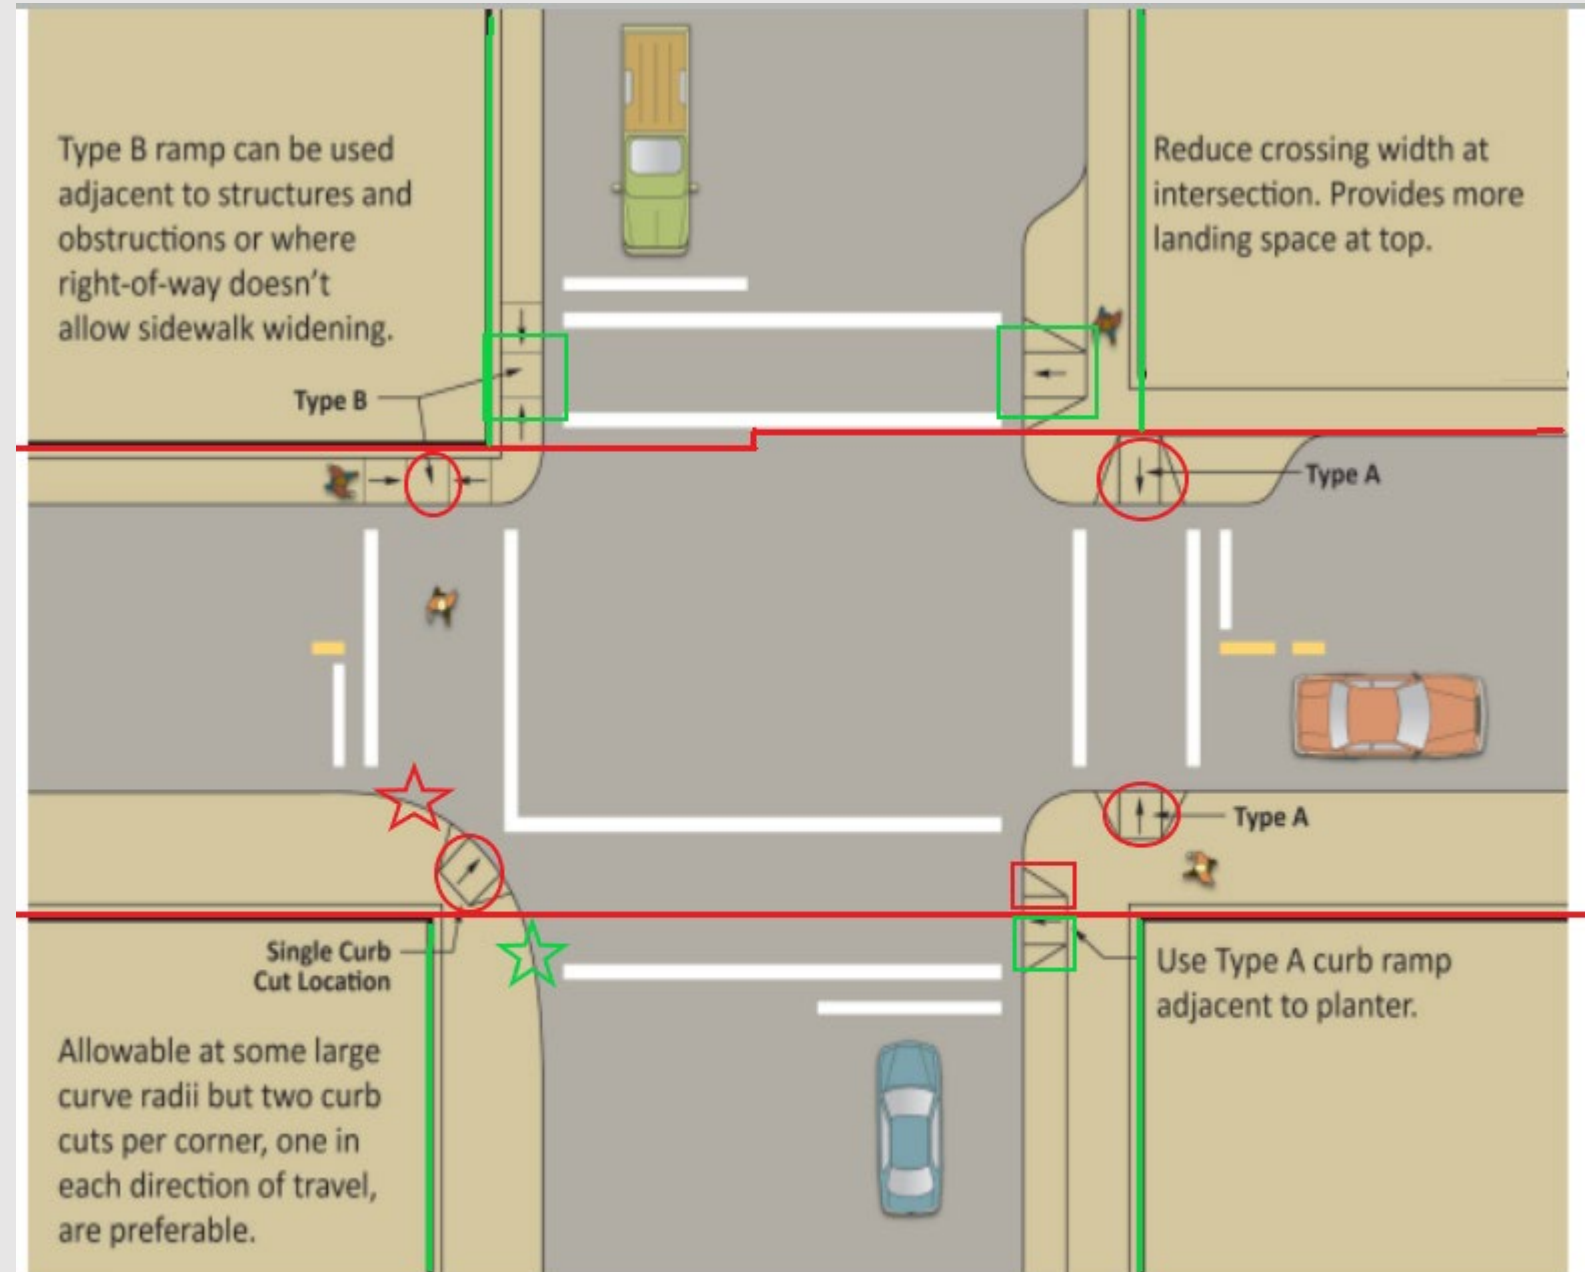 Type B ramp can be used
adjacent to structures and
obstructions or where
right-of-way doesn't
allow sidewalk widening.
Type B
Reduce crossing width at
intersection. Provides more
landing space at top.
Type A
Type A
Single Curb
Cut Location
Allowable at some large
curve radii but two curb
cuts per corner, one in
each direction of travel,
are preferable.
Use Type A curb ramp
adjacent to planter.